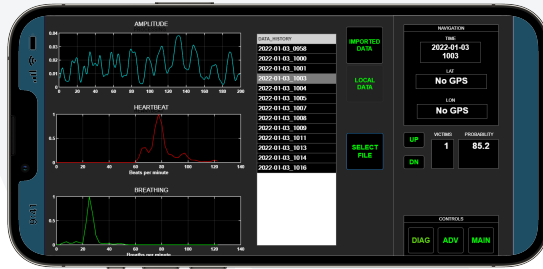 9:41
AMPLITUDE
0.04
0.03
0.02
0.01
0
0 20 40 60 80 100 120 140 160 180 200
HEARTBEAT
1
0.5
0
0 20 40 60 80 100 120 140
Beats per minute
BREATHING
1
0.5
0
0 20 40 60 80 100 120 140
Breaths per minute
DATA_HISTORY
2022-01-03_0958
2022-01-03_1000
2022-01-03_1001
2022-01-03_1003
2022-01-03_1004
2022-01-03_1005
2022-01-03_1007
2022-01-03_1008
2022-01-03_1009
2022-01-03_1011
2022-01-03_1013
2022-01-03_1014
2022-01-03_1016
IMPORTED
DATA
LOCAL
DATA
SELECT
FILE
NAVIGATION
TIME
2022-01-03
1003
LAT
No GPS
LON
No GPS
UP
DN
VICTIMS
1
PROBABILITY
85.2
CONTROLS
DIAG
ADV
MAIN